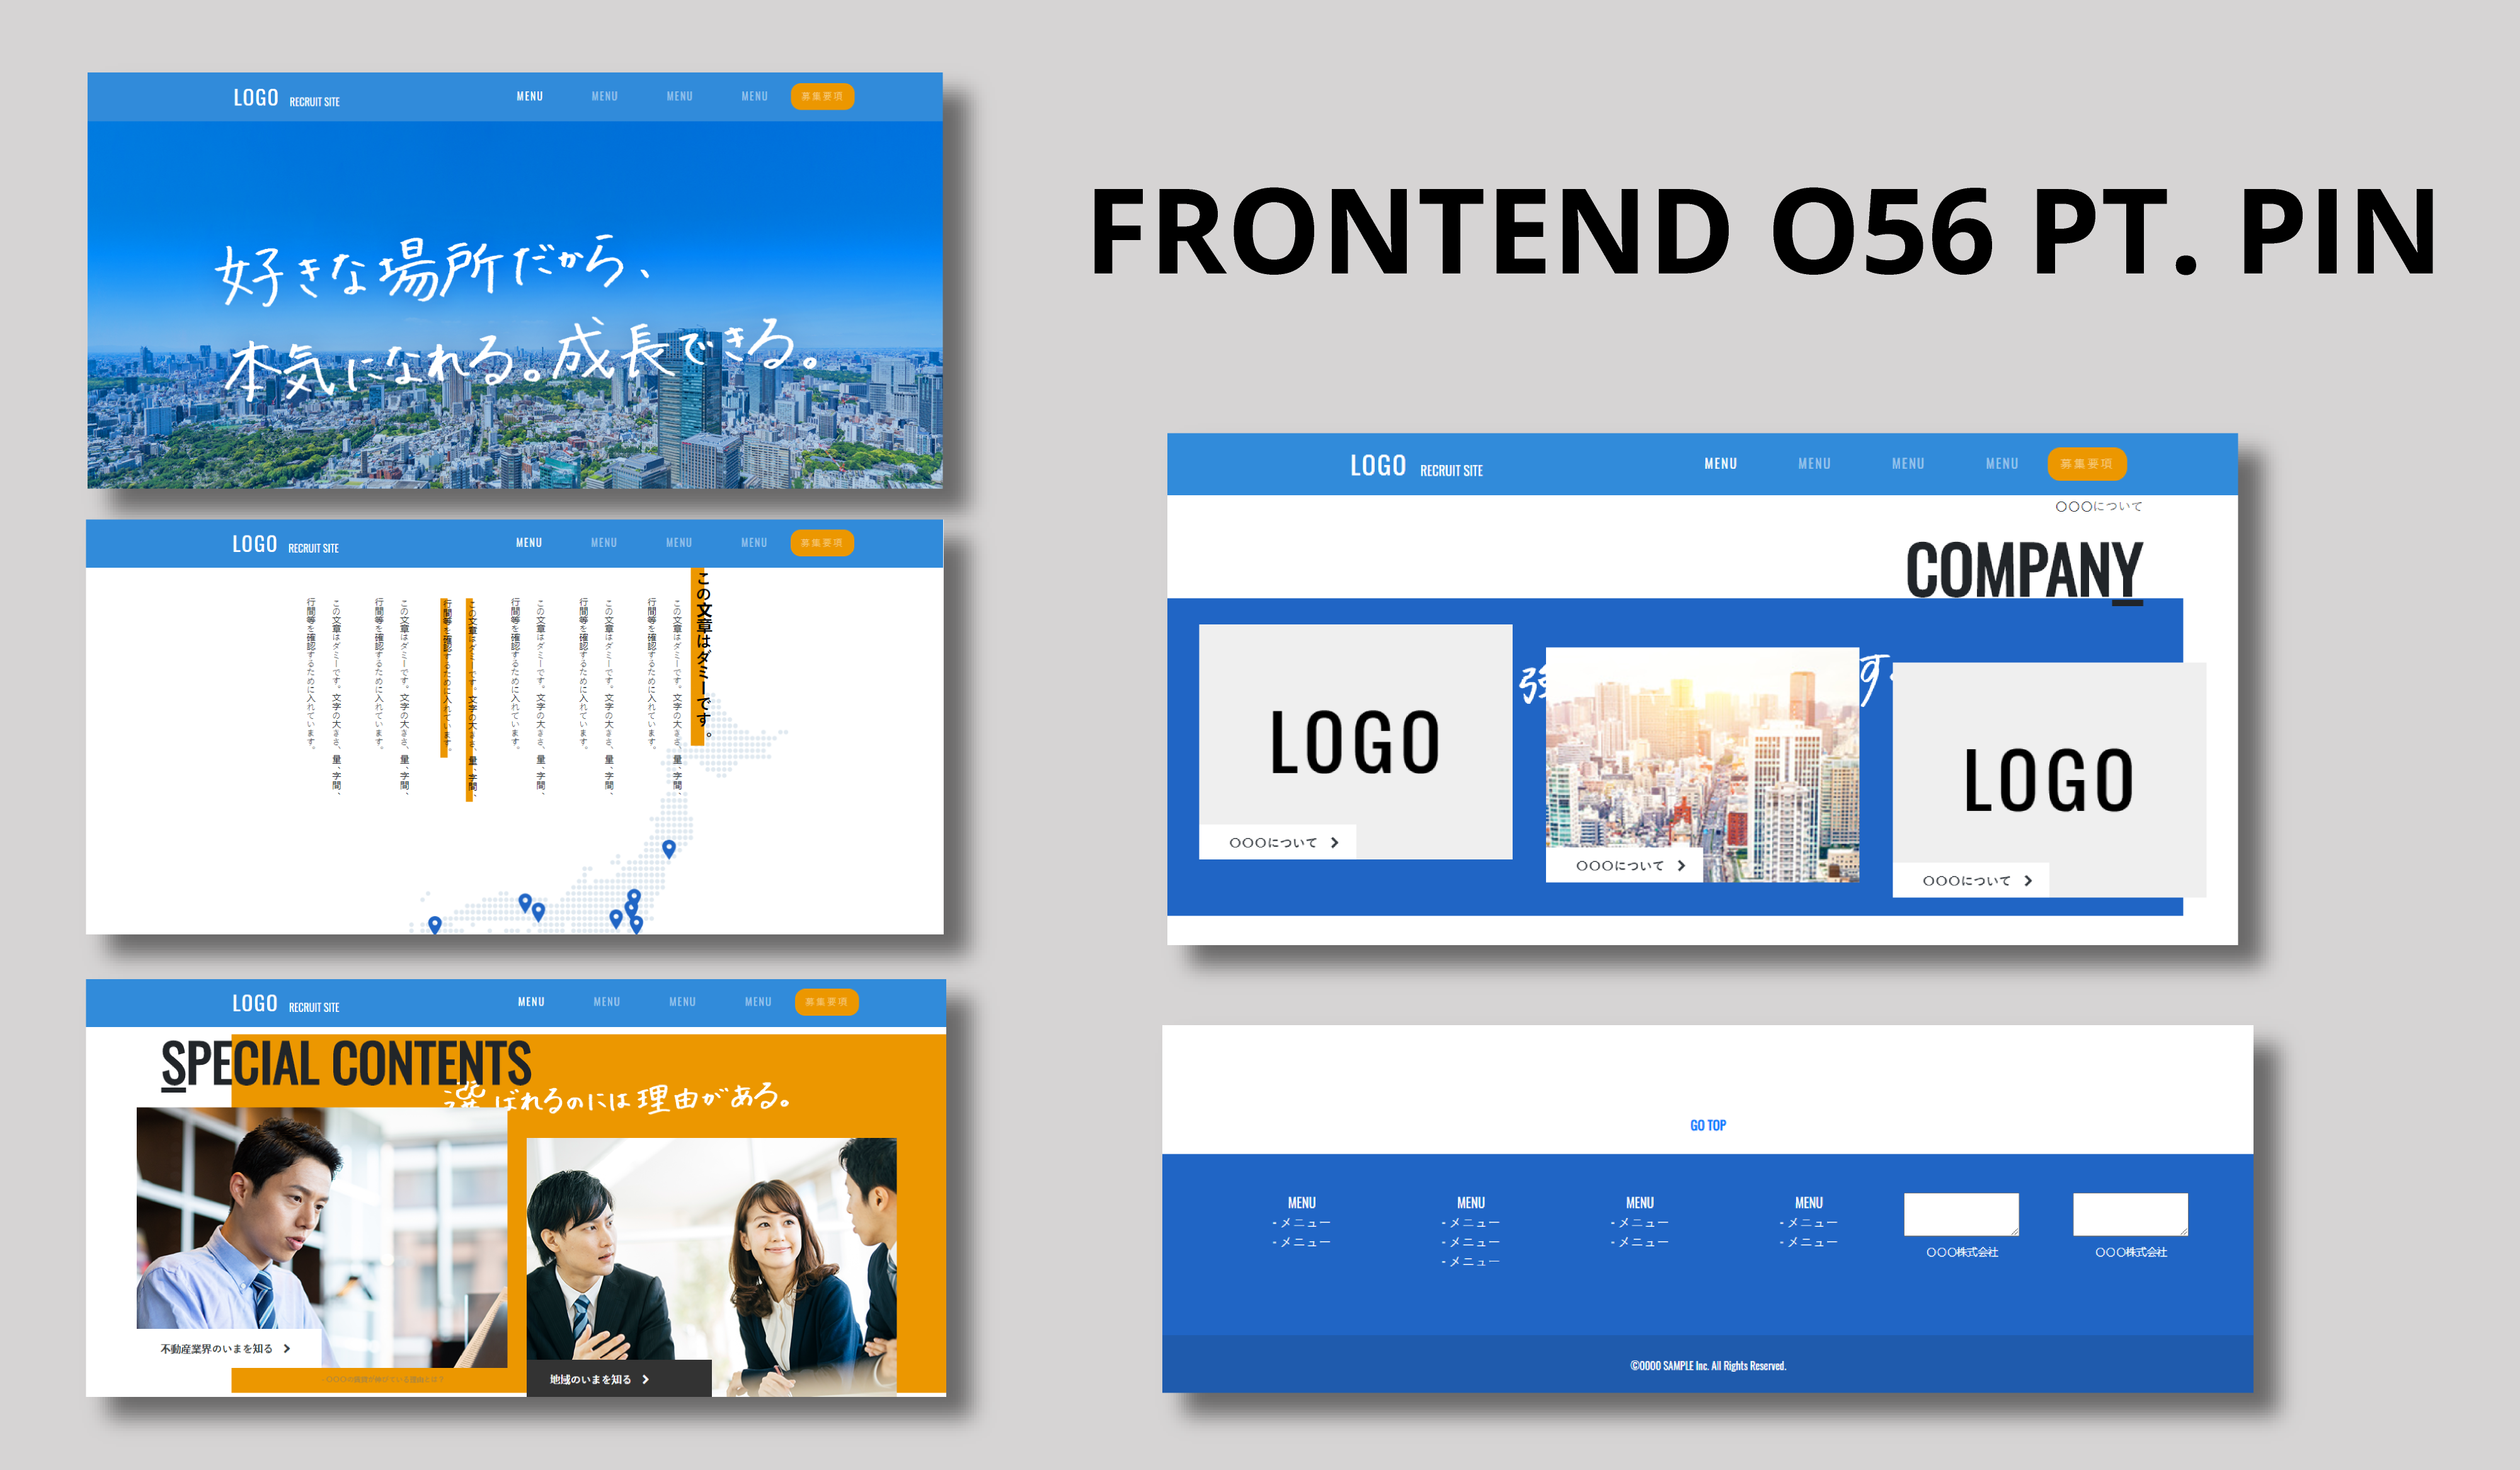 FRONTEND O56 PT. PIN
LOGO RECRUIT SITE MENU MENU MENU MENU 募集要項
好きな場所だから、
本気になれる。成長できる。
LOGO RECRUIT SITE MENU MENU MENU MENU 募集要項
この文章はダミーです。
この文章はダミーです。文字の大きさ、量、字間、
行間等を確認するために入れています。
この文章はダミーです。文字の大きさ、量、字間、
行間等を確認するために入れています。
この文章はダミーです。文字の大きさ、量、字間、
行間等を確認するために入れています。
この文章はダミーです。文字の大きさ、量、字間、
行間等を確認するために入れています。
この文章はダミーです。文字の大きさ、量、字間、
行間等を確認するために入れています。
この文章はダミーです。文字の大きさ、量、字間、
行間等を確認するために入れています。
LOGO RECRUIT SITE MENU MENU MENU MENU 募集要項
SPECIAL CONTENTS
選ばれるのには理由がある。
不動産業界のいまを知る
地域のいまを知る
LOGO RECRUIT SITE MENU MENU MENU MENU 募集要項
〇〇〇について
COMPANY
す
LOGO
〇〇〇について
〇〇〇について
LOGO
〇〇〇について
GO TOP
MENU
- メニュー
- メニュー
MENU
- メニュー
- メニュー
- メニュー
MENU
- メニュー
- メニュー
MENU
- メニュー
- メニュー
〇〇〇株式会社
〇〇〇株式会社
©0000 SAMPLE Inc. All Rights Reserved.